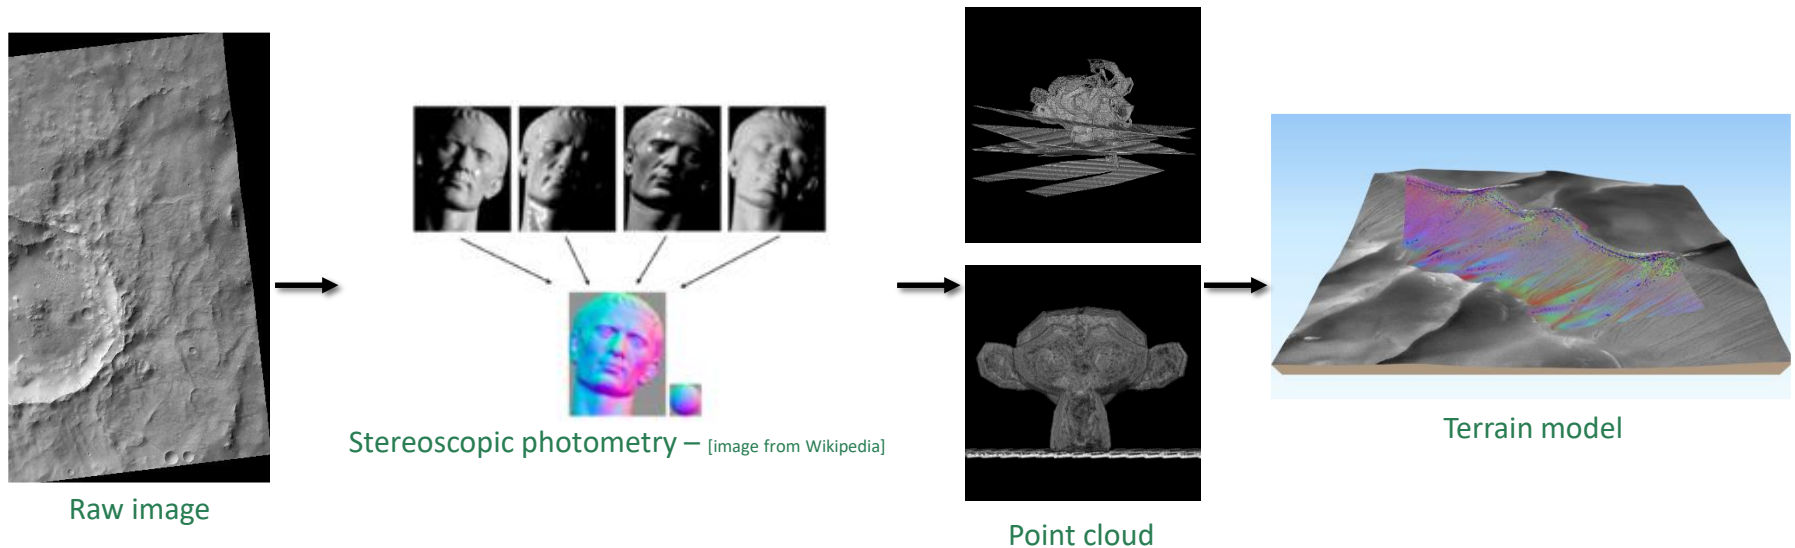 Raw image
Stereoscopic photometry – [image from Wikipedia]
Point cloud
Terrain model